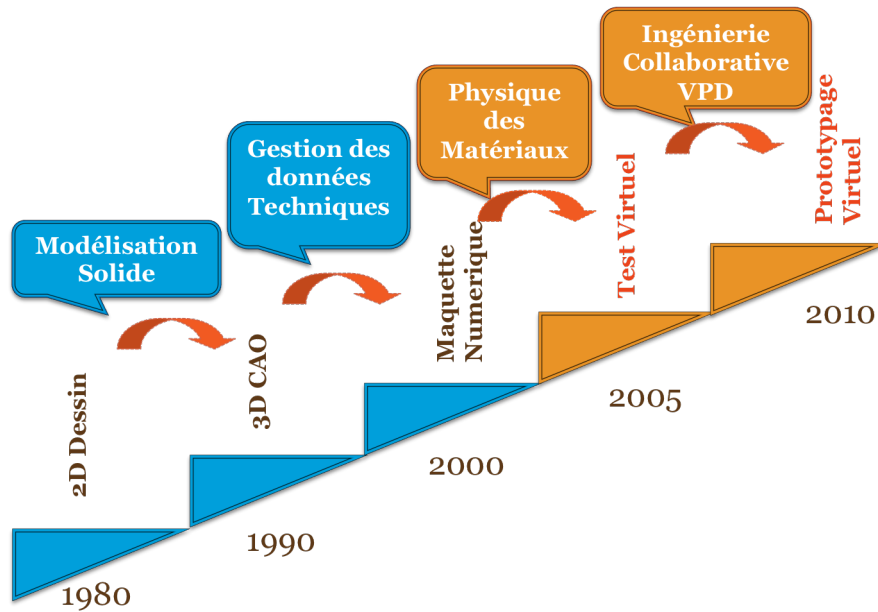 Ingénierie
Collaborative
VPD
Physique
des
Matériaux
Gestion des
données
Techniques
Modélisation
Solide
2D Dessin
3D CAO
Maquette
Numerique
Test Virtuel
Prototypage
Virtuel
1980
1990
2000
2005
2010